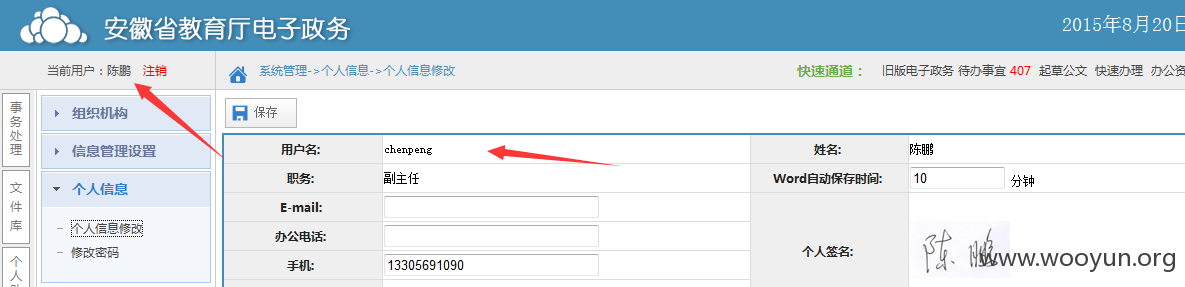 安徽省教育厅电子政务
2015年8月20日
当前用户：陈鹏 注销
系统管理->个人信息->个人信息修改
快速通道： 旧版电子政务 待办事宜 407 起草公文 快速办理 办公资
事务处理
文件库
个人
组织机构
信息管理设置
个人信息
个人信息修改
修改密码
保存
用户名: chenpeng 姓名: 陈鹏
职务: 副主任 Word自动保存时间: 10 分钟
E-mail:
办公电话:
手机: 13305691090
个人签名: 陈鹏
www.wooyun.org